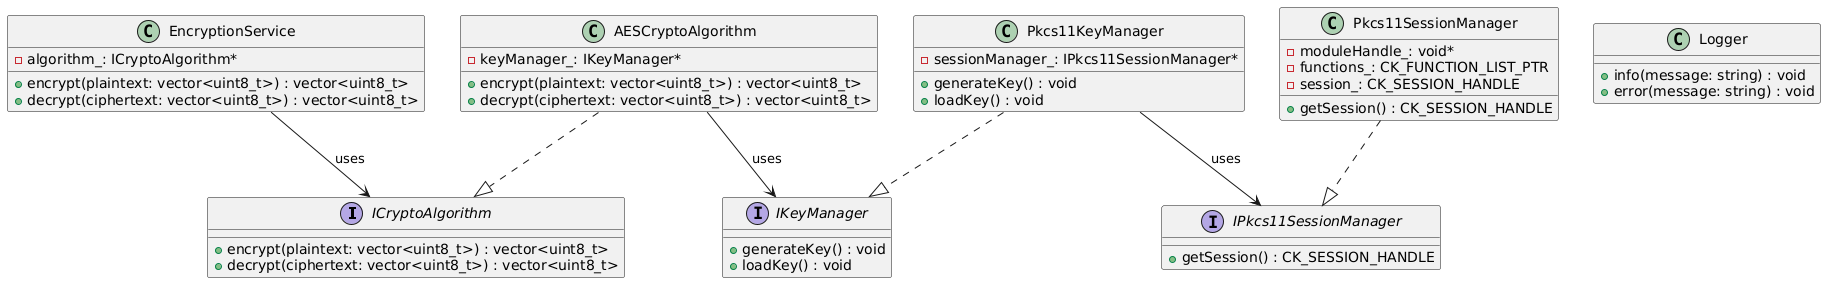 EncryptionService
algorithm_: ICryptoAlgorithm*
encrypt(plaintext: vector<uint8_t>) : vector<uint8_t>
decrypt(ciphertext: vector<uint8_t>) : vector<uint8_t>
AESCryptoAlgorithm
keyManager_: IKeyManager*
encrypt(plaintext: vector<uint8_t>) : vector<uint8_t>
decrypt(ciphertext: vector<uint8_t>) : vector<uint8_t>
Pkcs11KeyManager
sessionManager_: IPkcs11SessionManager*
generateKey() : void
loadKey() : void
Pkcs11SessionManager
moduleHandle_: void*
functions_: CK_FUNCTION_LIST_PTR
session_: CK_SESSION_HANDLE
getSession() : CK_SESSION_HANDLE
Logger
info(message: string) : void
error(message: string) : void
uses
uses
uses
ICryptoAlgorithm
encrypt(plaintext: vector<uint8_t>) : vector<uint8_t>
decrypt(ciphertext: vector<uint8_t>) : vector<uint8_t>
IKeyManager
generateKey() : void
loadKey() : void
IPkcs11SessionManager
getSession() : CK_SESSION_HANDLE